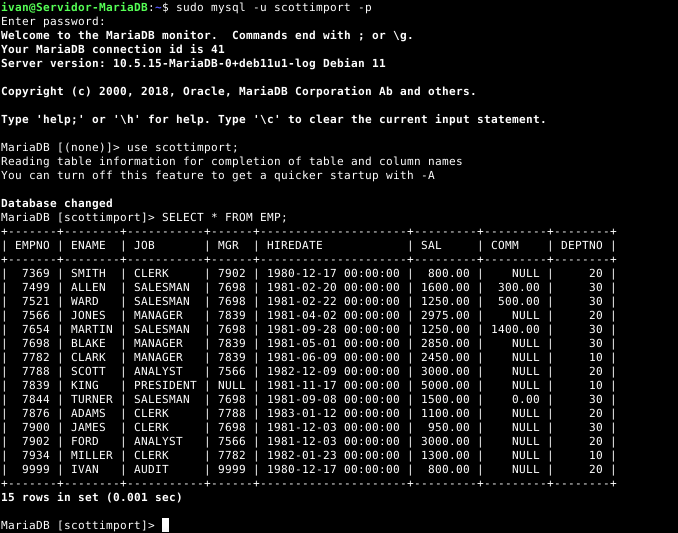 ivan@Servidor-MariaDB:~$ sudo mysql -u scottimport -p
Enter password:
Welcome to the MariaDB monitor.  Commands end with ; or \g.
Your MariaDB connection id is 41
Server version: 10.5.15-MariaDB-0+deb11u1-log Debian 11

Copyright (c) 2000, 2018, Oracle, MariaDB Corporation Ab and others.

Type 'help;' or '\h' for help. Type '\c' to clear the current input statement.

MariaDB [(none)]> use scottimport;
Reading table information for completion of table and column names
You can turn off this feature to get a quicker startup with -A

Database changed
MariaDB [scottimport]> SELECT * FROM EMP;
+-------+--------+-----------+------+---------------------+---------+---------+--------+
| EMPNO | ENAME  | JOB       | MGR  | HIREDATE            | SAL     | COMM    | DEPTNO |
+-------+--------+-----------+------+---------------------+---------+---------+--------+
|  7369 | SMITH  | CLERK     | 7902 | 1980-12-17 00:00:00 |  800.00 |    NULL |     20 |
|  7499 | ALLEN  | SALESMAN  | 7698 | 1981-02-20 00:00:00 | 1600.00 |  300.00 |     30 |
|  7521 | WARD   | SALESMAN  | 7698 | 1981-02-22 00:00:00 | 1250.00 |  500.00 |     30 |
|  7566 | JONES  | MANAGER   | 7839 | 1981-04-02 00:00:00 | 2975.00 |    NULL |     20 |
|  7654 | MARTIN | SALESMAN  | 7698 | 1981-09-28 00:00:00 | 1250.00 | 1400.00 |     30 |
|  7698 | BLAKE  | MANAGER   | 7839 | 1981-05-01 00:00:00 | 2850.00 |    NULL |     30 |
|  7782 | CLARK  | MANAGER   | 7839 | 1981-06-09 00:00:00 | 2450.00 |    NULL |     10 |
|  7788 | SCOTT  | ANALYST   | 7566 | 1982-12-09 00:00:00 | 3000.00 |    NULL |     20 |
|  7839 | KING   | PRESIDENT | NULL | 1981-11-17 00:00:00 | 5000.00 |    NULL |     10 |
|  7844 | TURNER | SALESMAN  | 7698 | 1981-09-08 00:00:00 | 1500.00 |    0.00 |     30 |
|  7876 | ADAMS  | CLERK     | 7788 | 1983-01-12 00:00:00 | 1100.00 |    NULL |     20 |
|  7900 | JAMES  | CLERK     | 7698 | 1981-12-03 00:00:00 |  950.00 |    NULL |     30 |
|  7902 | FORD   | ANALYST   | 7566 | 1981-12-03 00:00:00 | 3000.00 |    NULL |     20 |
|  7934 | MILLER | CLERK     | 7782 | 1982-01-23 00:00:00 | 1300.00 |    NULL |     10 |
|  9999 | IVAN   | AUDIT     | 9999 | 1980-12-17 00:00:00 |  800.00 |    NULL |     20 |
+-------+--------+-----------+------+---------------------+---------+---------+--------+
15 rows in set (0.001 sec)

MariaDB [scottimport]>